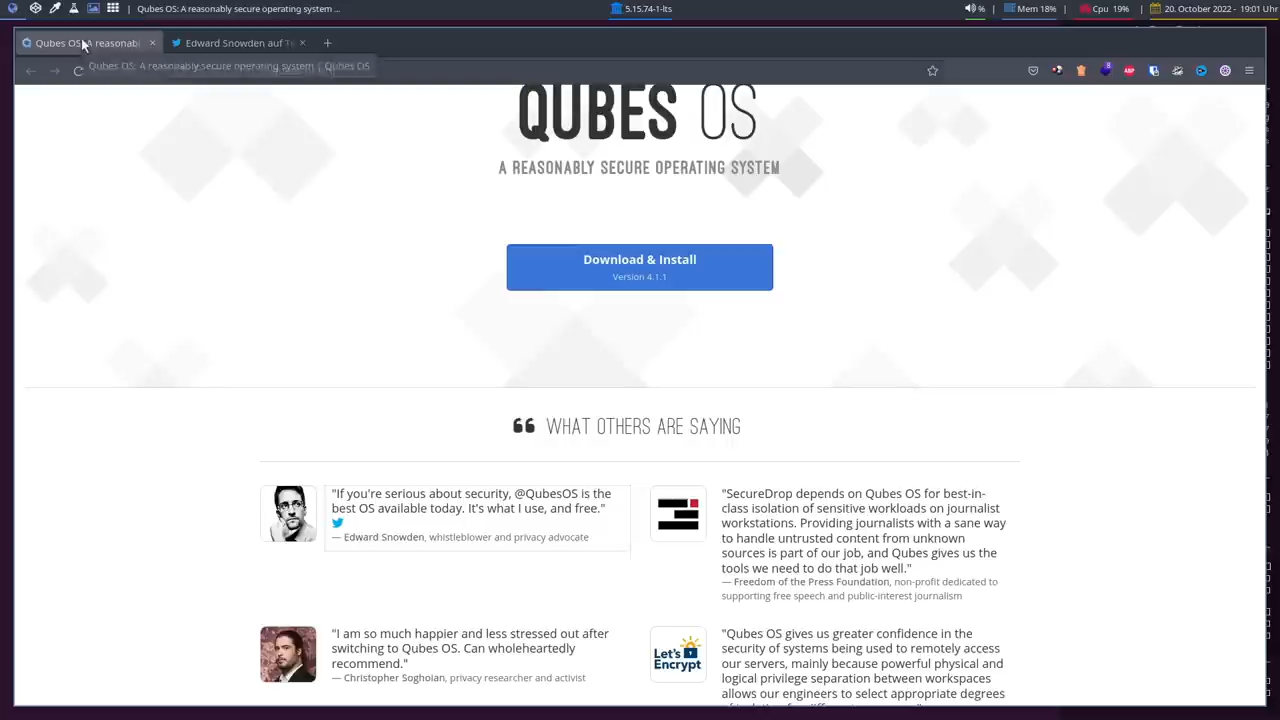 Qubes OS: A reasonably secure operating system ...
5.15.74-1-lts
%
Mem 18%
Cpu 19%
20. October 2022 - 19:01 Uhr
Qubes OS: A reasonabl
Edward Snowden auf T
Qubes OS: A reasonably secure operating system | Qubes OS
QUBES OS
A REASONABLY SECURE OPERATING SYSTEM
Download & Install
Version 4.1.1
WHAT OTHERS ARE SAYING
"If you're serious about security, @QubesOS is the
best OS available today. It's what I use, and free."
— Edward Snowden, whistleblower and privacy advocate
"SecureDrop depends on Qubes OS for best-in-
class isolation of sensitive workloads on journalist
workstations. Providing journalists with a sane way
to handle untrusted content from unknown
sources is part of our job, and Qubes gives us the
tools we need to do that job well."
— Freedom of the Press Foundation, non-profit dedicated to
supporting free speech and public-interest journalism
"I am so much happier and less stressed out after
switching to Qubes OS. Can wholeheartedly
recommend."
— Christopher Soghoian, privacy researcher and activist
Let's
Encrypt
"Qubes OS gives us greater confidence in the
security of systems being used to remotely access
our servers, mainly because powerful physical and
logical privilege separation between workspaces
allows our engineers to select appropriate degrees